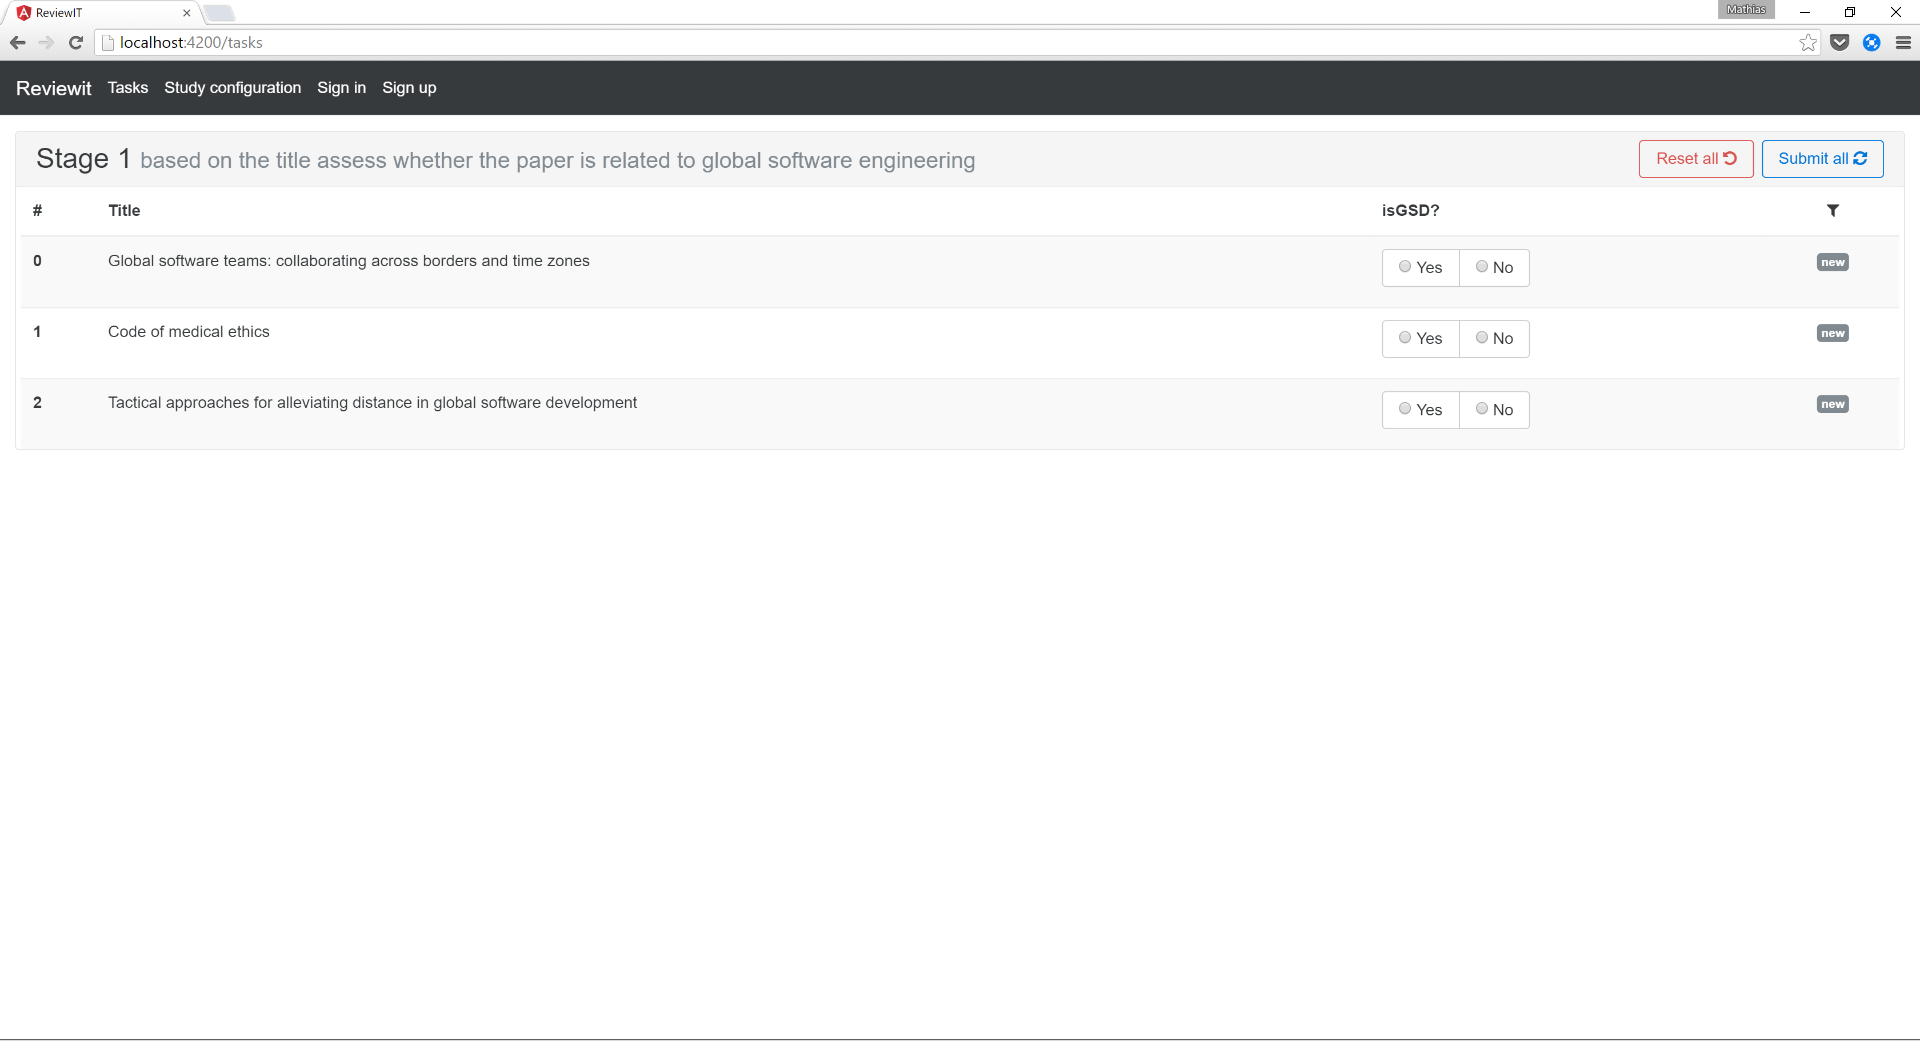 ReviewIT
Mathias
localhost:4200/tasks
Reviewit Tasks Study configuration Sign in Sign up
Stage 1 based on the title assess whether the paper is related to global software engineering Reset all Submit all
# Title isGSD?
0 Global software teams: collaborating across borders and time zones Yes No new
1 Code of medical ethics Yes No new
2 Tactical approaches for alleviating distance in global software development Yes No new